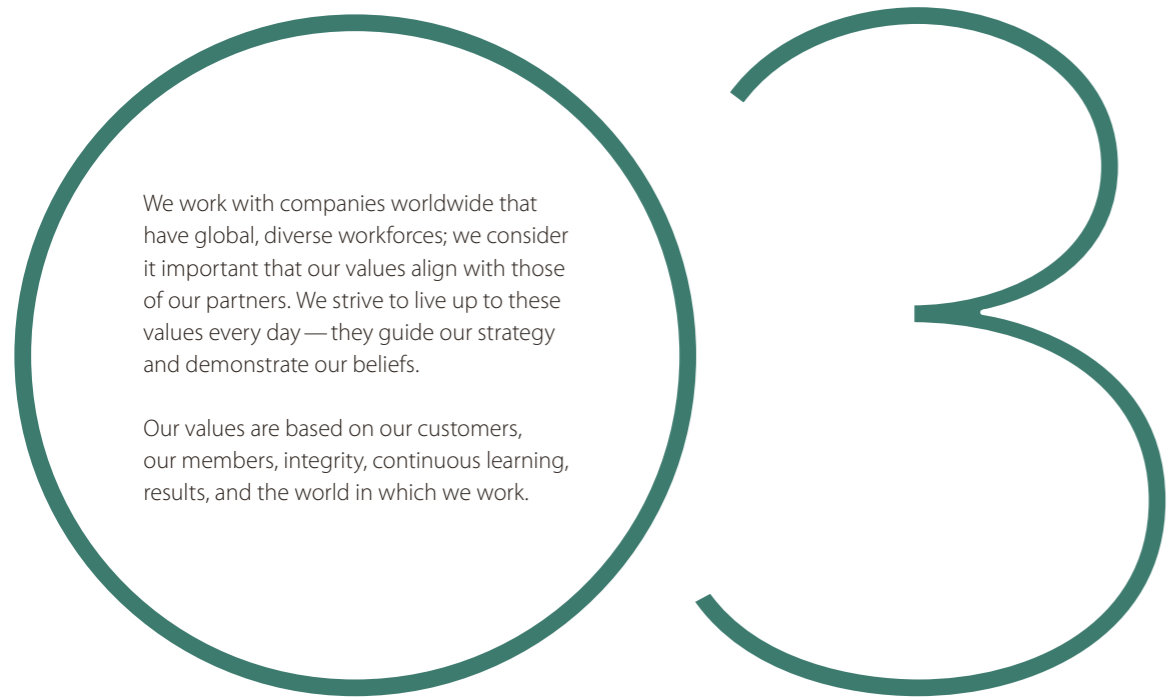 03
We work with companies worldwide that
have global, diverse workforces; we consider
it important that our values align with those
of our partners. We strive to live up to these
values every day — they guide our strategy
and demonstrate our beliefs.
Our values are based on our customers,
our members, integrity, continuous learning,
results, and the world in which we work.